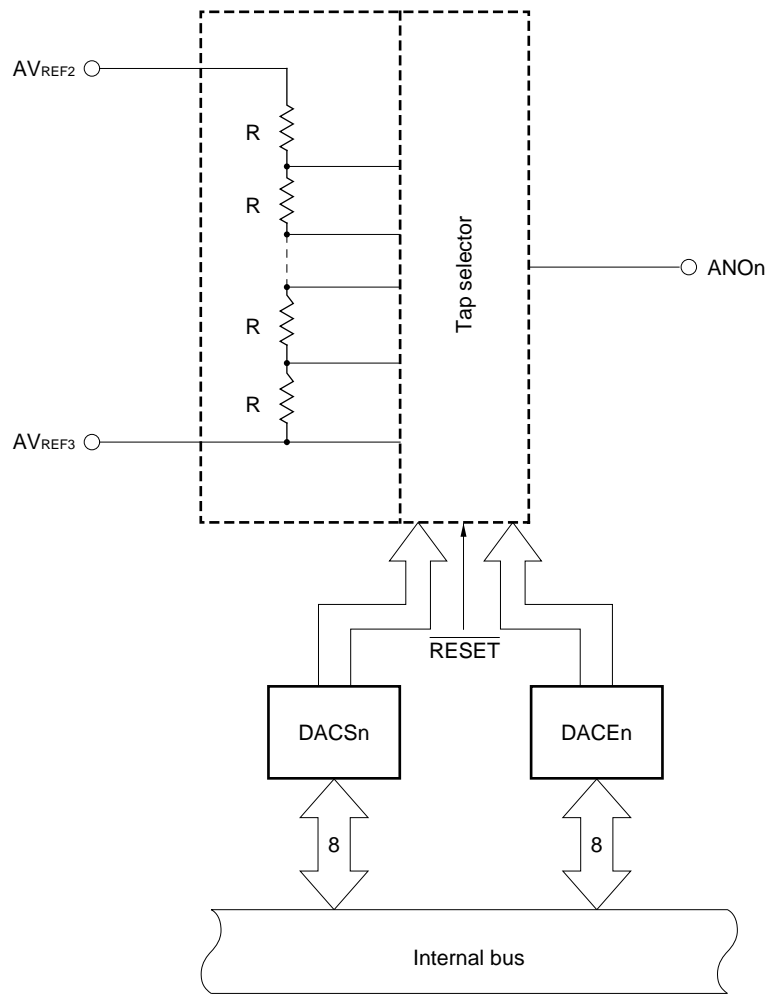 AVREF2
R
R
R
R
AVREF3
Tap selector
ANOn
RESET
DACSn
DACEn
8
8
Internal bus